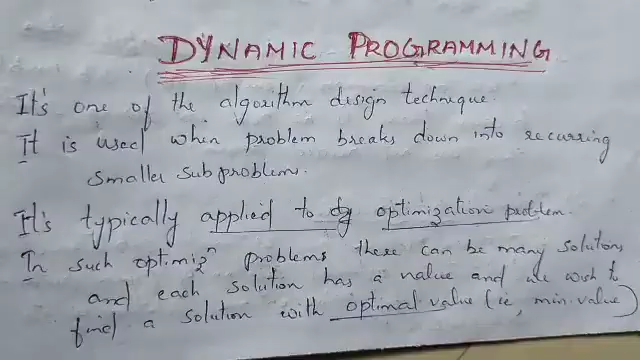 DYNAMIC PROGRAMMING
It's one of the algorithm design technique.
It is used when problem breaks down into recurring
smaller subproblems.
It's typically applied to optimization problem.
In such optimizⁿ problems there can be many solutions
and each solution has a value and we wish to
find a solution with optimal value (ie, min. value)